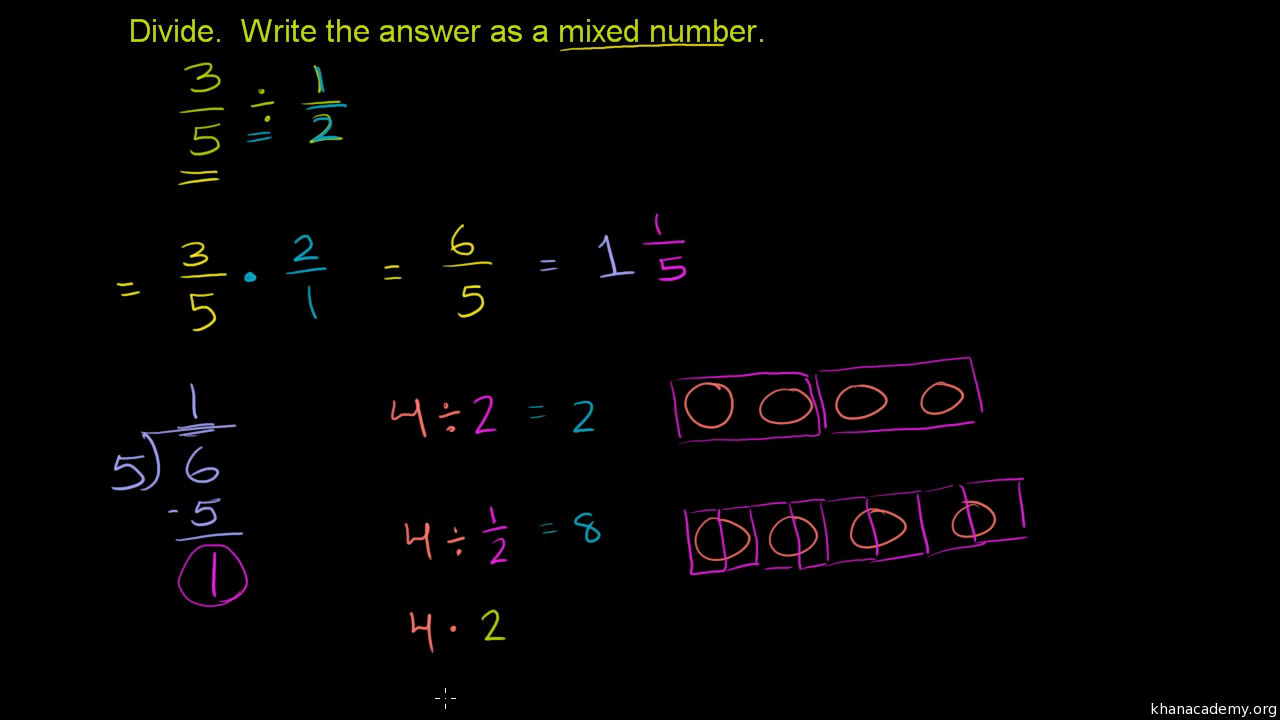 Divide. Write the answer as a mixed number.
3/5 ÷ 1/2 =
= 3/5 · 2/1 = 6/5 = 1 1/5
1
5)6
-5
1
4÷2 = 2
4÷1/2 = 8
4·2
khanacademy.org